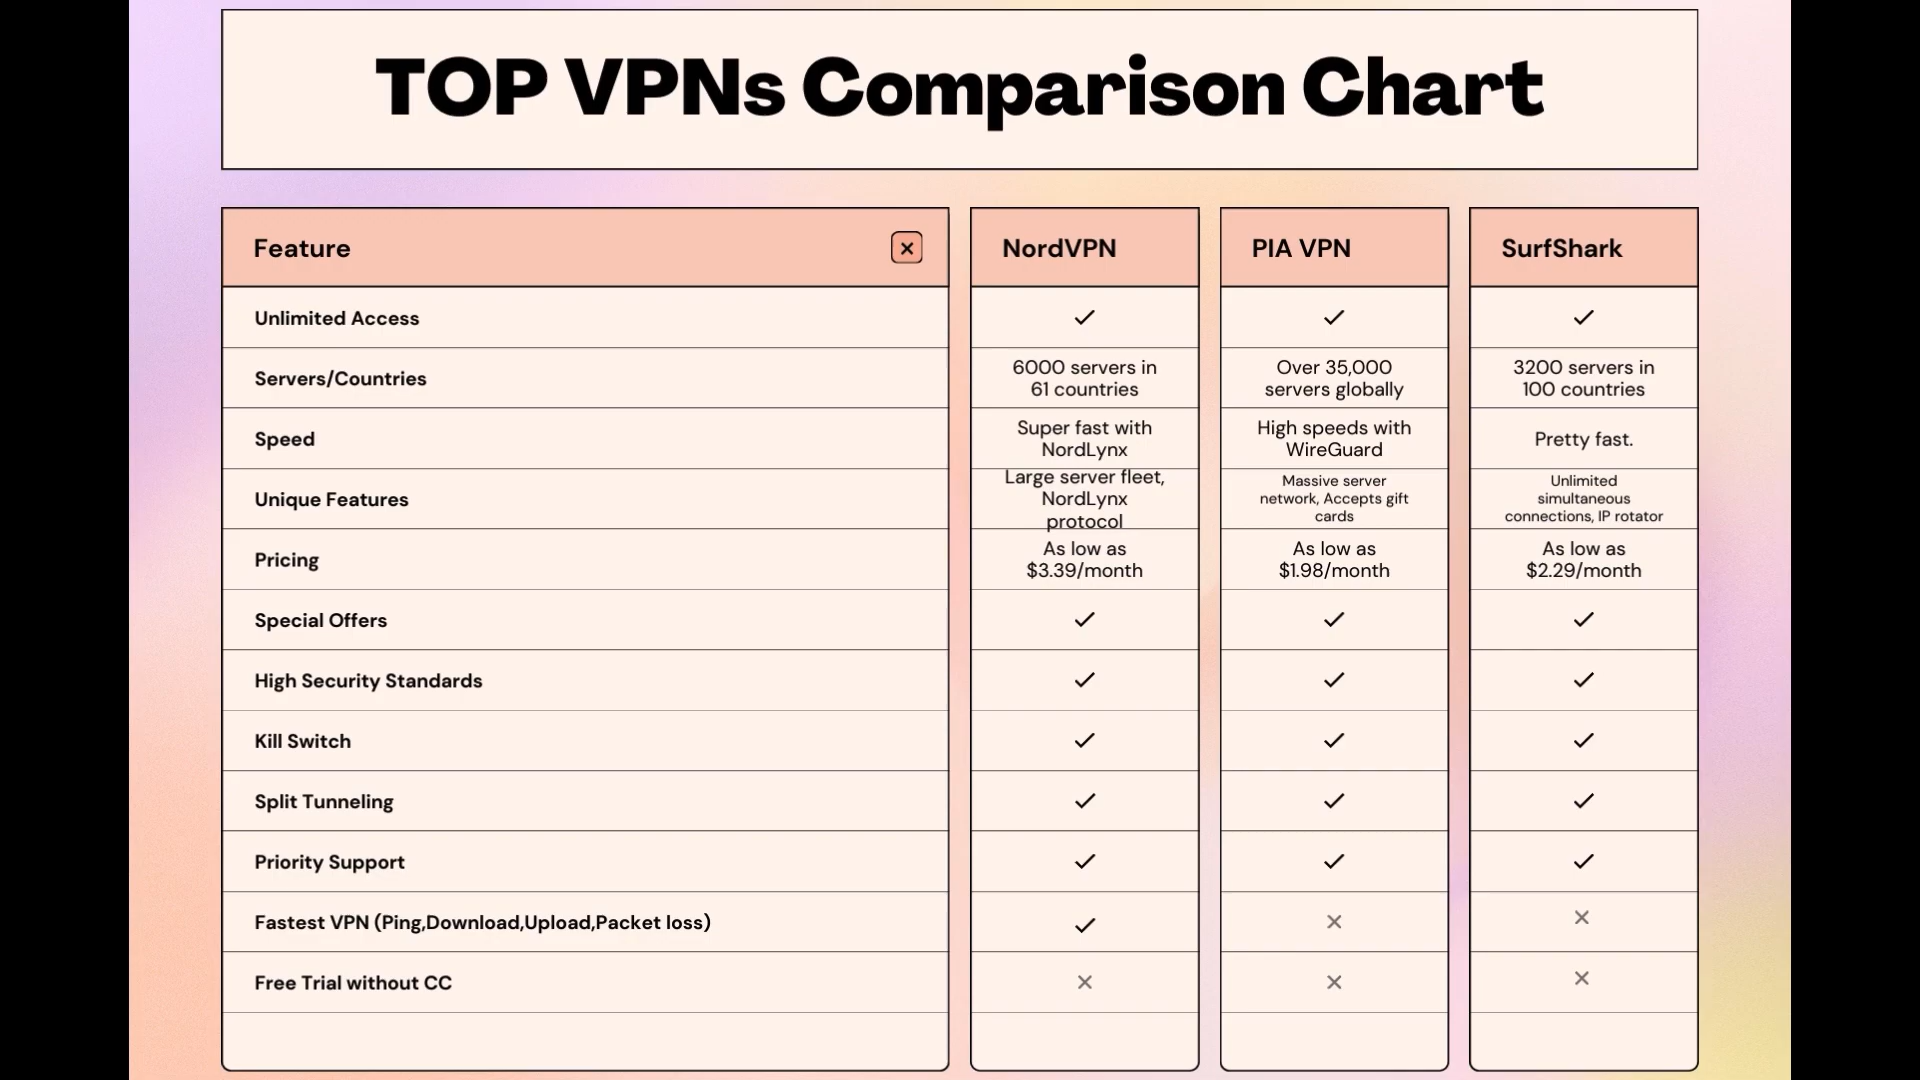 TOP VPNs Comparison Chart
Feature
NordVPN
PIA VPN
SurfShark
Unlimited Access
Servers/Countries
6000 servers in
61 countries
Over 35,000
servers globally
3200 servers in
100 countries
Speed
Super fast with
NordLynx
High speeds with
WireGuard
Pretty fast.
Unique Features
Large server fleet,
NordLynx
protocol
Massive server
network, Accepts gift
cards
Unlimited
simultaneous
connections, IP rotator
Pricing
As low as
$3.39/month
As low as
$1.98/month
As low as
$2.29/month
Special Offers
High Security Standards
Kill Switch
Split Tunneling
Priority Support
Fastest VPN (Ping,Download,Upload,Packet loss)
Free Trial without CC